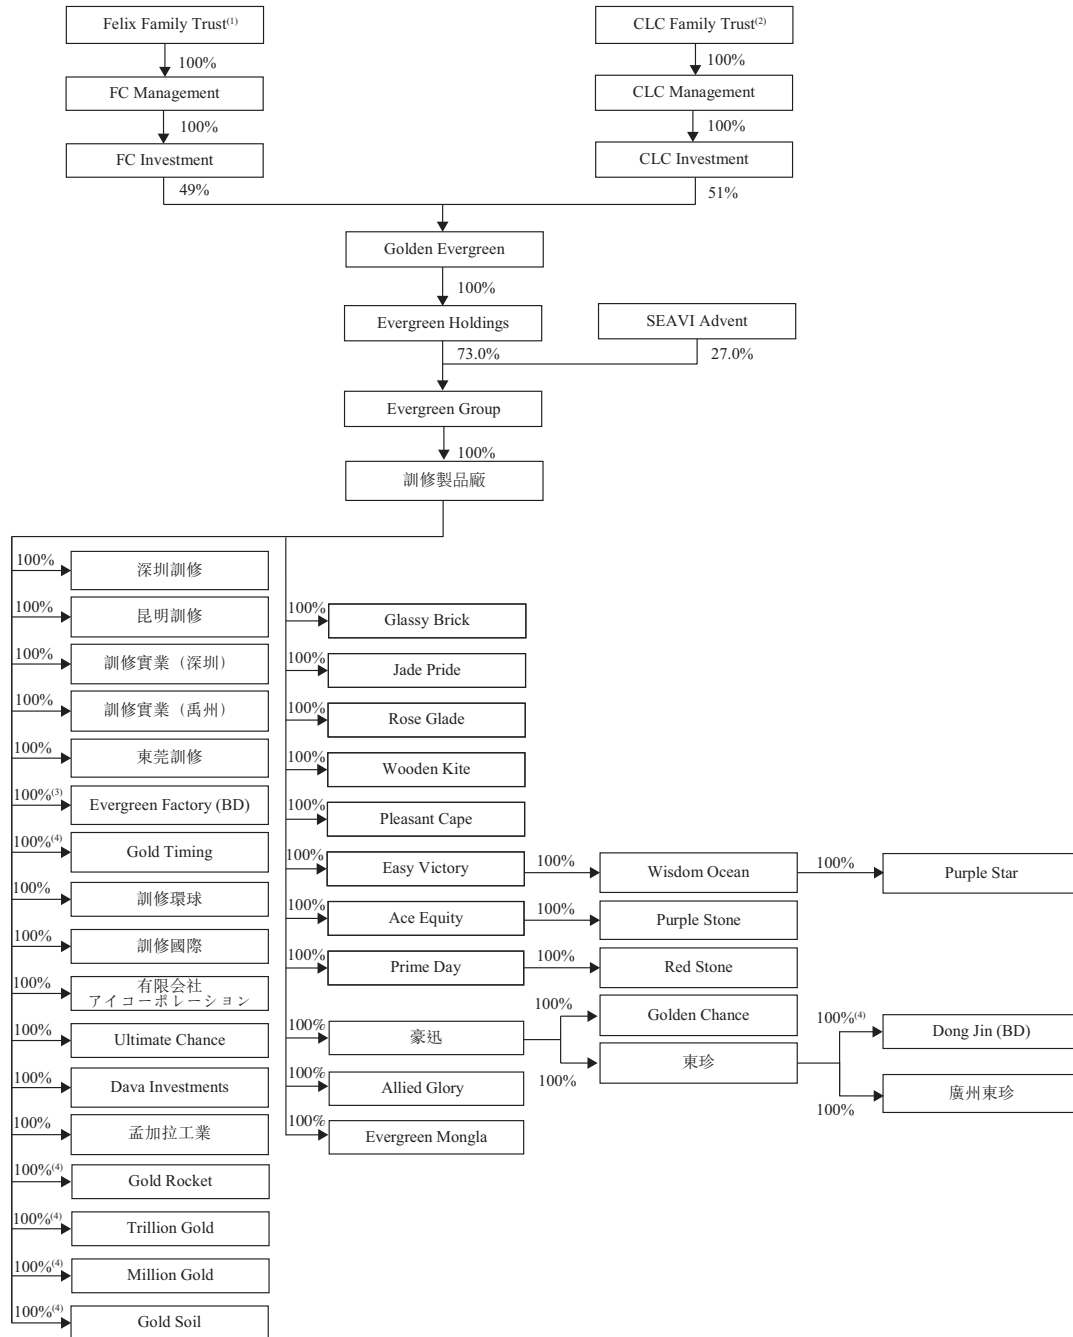 Felix Family Trust(1)
CLC Family Trust(2)
100%
100%
FC Management
CLC Management
100%
100%
FC Investment
CLC Investment
49%
51%
Golden Evergreen
100%
Evergreen Holdings
SEAVI Advent
73.0%
27.0%
Evergreen Group
100%
訓修製品廠
100%
深圳訓修
100%
昆明訓修
100%
訓修實業（深圳）
100%
訓修實業（禹州）
100%
東莞訓修
100%(3)
Evergreen Factory (BD)
100%(4)
Gold Timing
100%
訓修環球
100%
訓修國際
100%
有限会社
アイコーポレーション
100%
Ultimate Chance
100%
Dava Investments
100%
孟加拉工業
100%(4)
Gold Rocket
100%(4)
Trillion Gold
100%(4)
Million Gold
100%(4)
Gold Soil
100%
Glassy Brick
100%
Jade Pride
100%
Rose Glade
100%
Wooden Kite
100%
Pleasant Cape
100%
Easy Victory
100%
Wisdom Ocean
100%
Purple Star
100%
Ace Equity
100%
Purple Stone
100%
Prime Day
100%
Red Stone
100%
豪迅
100%
Golden Chance
100%
東珍
100%(4)
Dong Jin (BD)
100%
廣州東珍
100%
Allied Glory
100%
Evergreen Mongla